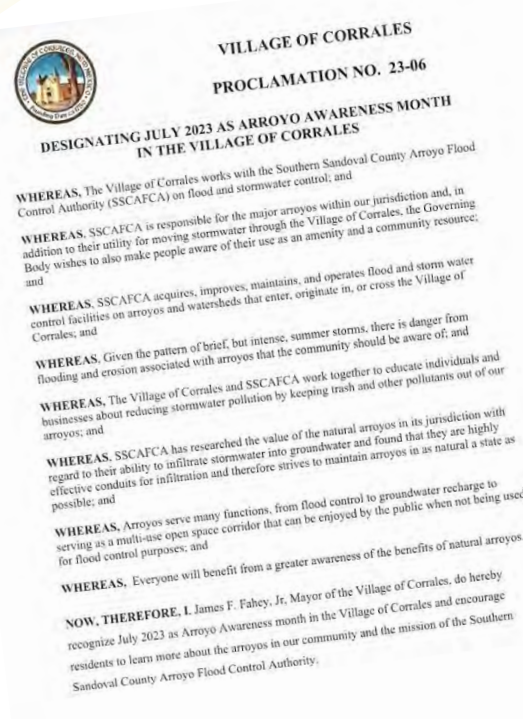 THE VILLAGE OF CORRALES, NEW MEXICO
VILLAGE OF CORRALES
PROCLAMATION NO. 23-06
DESIGNATING JULY 2023 AS ARROYO AWARENESS MONTH
IN THE VILLAGE OF CORRALES
WHEREAS, The Village of Corrales works with the Southern Sandoval County Arroyo Flood
Control Authority (SSCAFCA) on flood and stormwater control; and
WHEREAS, SSCAFCA is responsible for the major arroyos within our jurisdiction and, in
addition to their utility for moving stormwater through the Village of Corrales, the Governing
Body wishes to also make people aware of their use as an amenity and a community resource;
and
WHEREAS, SSCAFCA acquires, improves, maintains, and operates flood and storm water
control facilities on arroyos and watersheds that enter, originate in, or cross the Village of
Corrales; and
WHEREAS, Given the pattern of brief, but intense, summer storms, there is danger from
flooding and erosion associated with arroyos that the community should be aware of; and
WHEREAS, The Village of Corrales and SSCAFCA work together to educate individuals and
businesses about reducing stormwater pollution by keeping trash and other pollutants out of our
arroyos; and
WHEREAS, SSCAFCA has researched the value of the natural arroyos in its jurisdiction with
regard to their ability to infiltrate stormwater into groundwater and found that they are highly
effective conduits for infiltration and therefore strives to maintain arroyos in as natural a state as
possible; and
WHEREAS, Arroyos serve many functions, from flood control to groundwater recharge to
serving as a multi-use open space corridor that can be enjoyed by the public when not being used
for flood control purposes; and
WHEREAS, Everyone will benefit from a greater awareness of the benefits of natural arroyos
NOW, THEREFORE, I, James F. Fahey, Jr, Mayor of the Village of Corrales, do hereby
recognize July 2023 as Arroyo Awareness month in the Village of Corrales and encourage
residents to learn more about the arroyos in our community and the mission of the Southern
Sandoval County Arroyo Flood Control Authority.